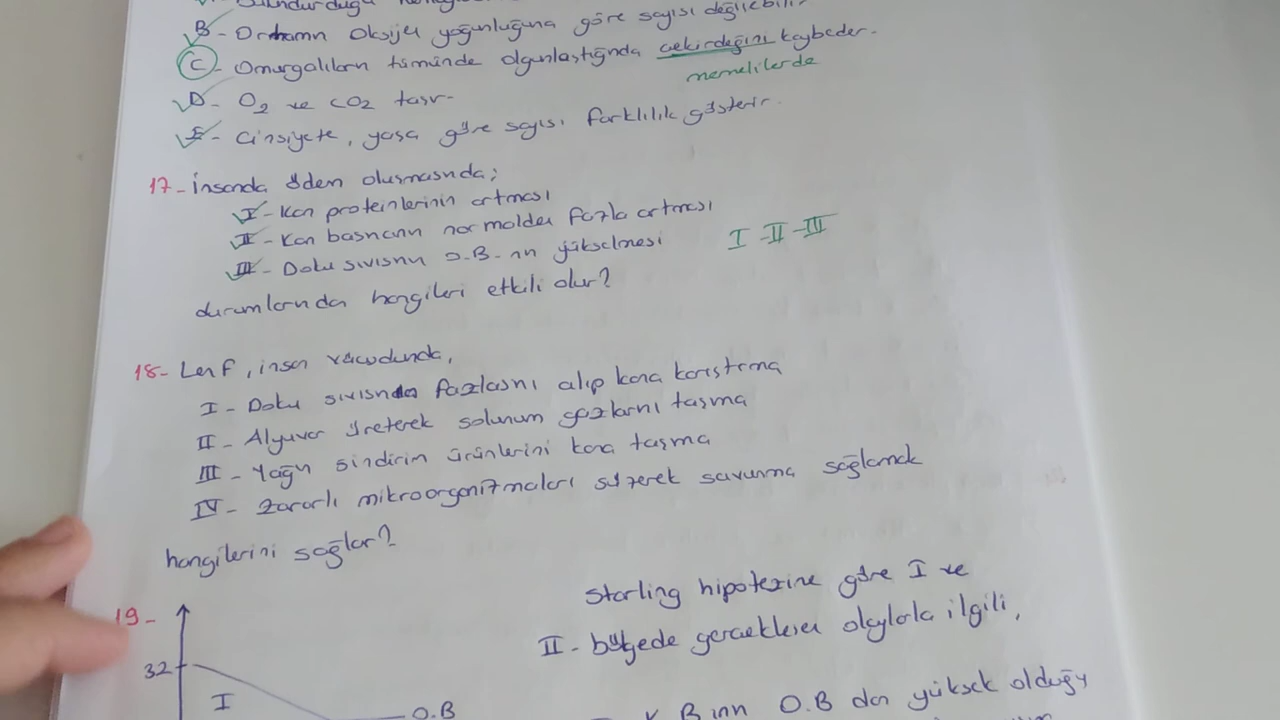 B- Ortamın Oksijen yoğunluğuna göre sayısı değişebilir
C- Omurgalıların tümünde olgunlaştığında çekirdeğini kaybeder.
memelilerde
D- O2 ve CO2 taşır-
E- Cinsiyete, yaşa göre sayısı farklılık gösterir.
17- İnsanda ödem oluşmasında;
I- Kan proteinlerinin artması
II- Kan basıncının normalden fazla artması
III- Doku sıvısının O.B-nın yükselmesi
I-II-III
durumlarından hangileri etkili olur?
18- Lenf, insan vücudunda,
I- Doku sıvısından fazlasını alıp kana karıştırma
II- Alyuvar üreterek solunum gazlarını taşıma
III- Yağın sindirim ürünlerini kana taşıma
IV- Zararlı mikroorganizmaları süzerek savunma sağlamak
hangilerini sağlar?
19-
32
I
O.B
Starling hipotezine göre I ve
II- bölgede gerçekleşen olaylarla ilgili,
O.B den yüksek olduğu